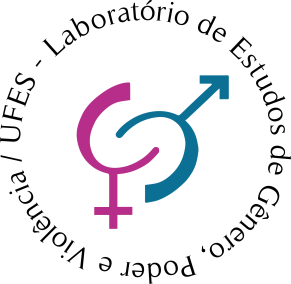 Laboratório de Estudos de Gênero, Poder e Violência / UFES -